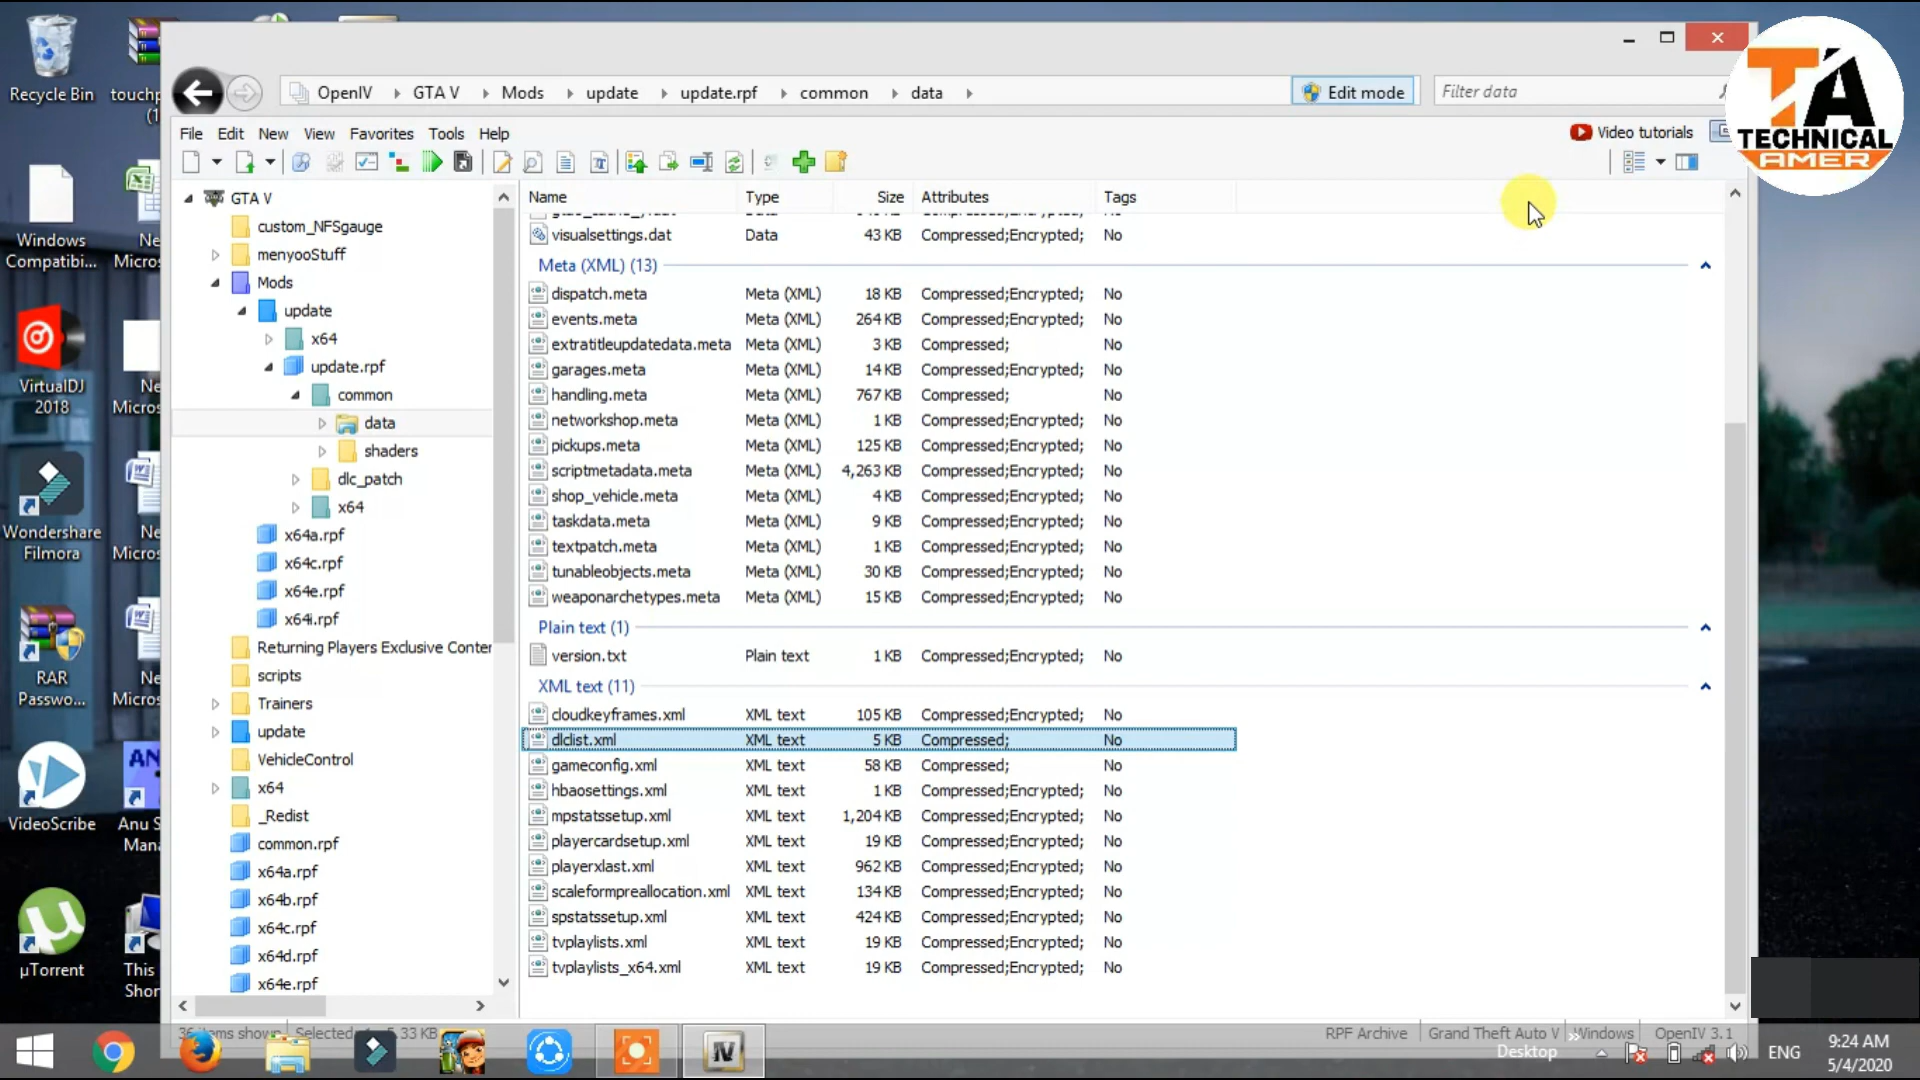 Recycle Bin
touchp
(1
Windows
Compatibi...
Ne
Micros
VirtualDJ
2018
Ne
Micros
Wondershare
Filmora
Ne
Micros
RAR
Passwo...
Ne
Micros
VideoScribe
AN
Anu S
Mana
µTorrent
This
Shor
OpenIV
GTA V
Mods
update
update.rpf
common
data
Edit mode
Filter data
TA
TECHNICAL
AMER
File
Edit
New
View
Favorites
Tools
Help
Video tutorials
GTA V
custom_NFSgauge
menyooStuff
Mods
update
x64
update.rpf
common
data
shaders
dlc_patch
x64
x64a.rpf
x64c.rpf
x64e.rpf
x64i.rpf
Returning Players Exclusive Conter
scripts
Trainers
update
VehicleControl
x64
_Redist
common.rpf
x64a.rpf
x64b.rpf
x64c.rpf
x64d.rpf
x64e.rpf
Name Type Size Attributes Tags
visualsettings.dat Data 43 KB Compressed;Encrypted; No
Meta (XML) (13)
dispatch.meta Meta (XML) 18 KB Compressed;Encrypted; No
events.meta Meta (XML) 264 KB Compressed;Encrypted; No
extratitleupdatedata.meta Meta (XML) 3 KB Compressed; No
garages.meta Meta (XML) 14 KB Compressed;Encrypted; No
handling.meta Meta (XML) 767 KB Compressed; No
networkshop.meta Meta (XML) 1 KB Compressed;Encrypted; No
pickups.meta Meta (XML) 125 KB Compressed;Encrypted; No
scriptmetadata.meta Meta (XML) 4,263 KB Compressed;Encrypted; No
shop_vehicle.meta Meta (XML) 4 KB Compressed;Encrypted; No
taskdata.meta Meta (XML) 9 KB Compressed;Encrypted; No
textpatch.meta Meta (XML) 1 KB Compressed;Encrypted; No
tunableobjects.meta Meta (XML) 30 KB Compressed;Encrypted; No
weaponarchetypes.meta Meta (XML) 15 KB Compressed;Encrypted; No
Plain text (1)
version.txt Plain text 1 KB Compressed;Encrypted; No
XML text (11)
cloudkeyframes.xml XML text 105 KB Compressed;Encrypted; No
dlclist.xml XML text 5 KB Compressed; No
gameconfig.xml XML text 58 KB Compressed; No
hbaosettings.xml XML text 1 KB Compressed;Encrypted; No
mpstatssetup.xml XML text 1,204 KB Compressed;Encrypted; No
playercardsetup.xml XML text 19 KB Compressed;Encrypted; No
playerxlast.xml XML text 962 KB Compressed;Encrypted; No
scaleformpreallocation.xml XML text 134 KB Compressed;Encrypted; No
spstatssetup.xml XML text 424 KB Compressed;Encrypted; No
tvplaylists.xml XML text 19 KB Compressed;Encrypted; No
tvplaylists_x64.xml XML text 19 KB Compressed;Encrypted; No
RPF Archive
Grand Theft Auto V
Windows
OpenIV 3.1
Desktop
ENG
9:24 AM
5/4/2020